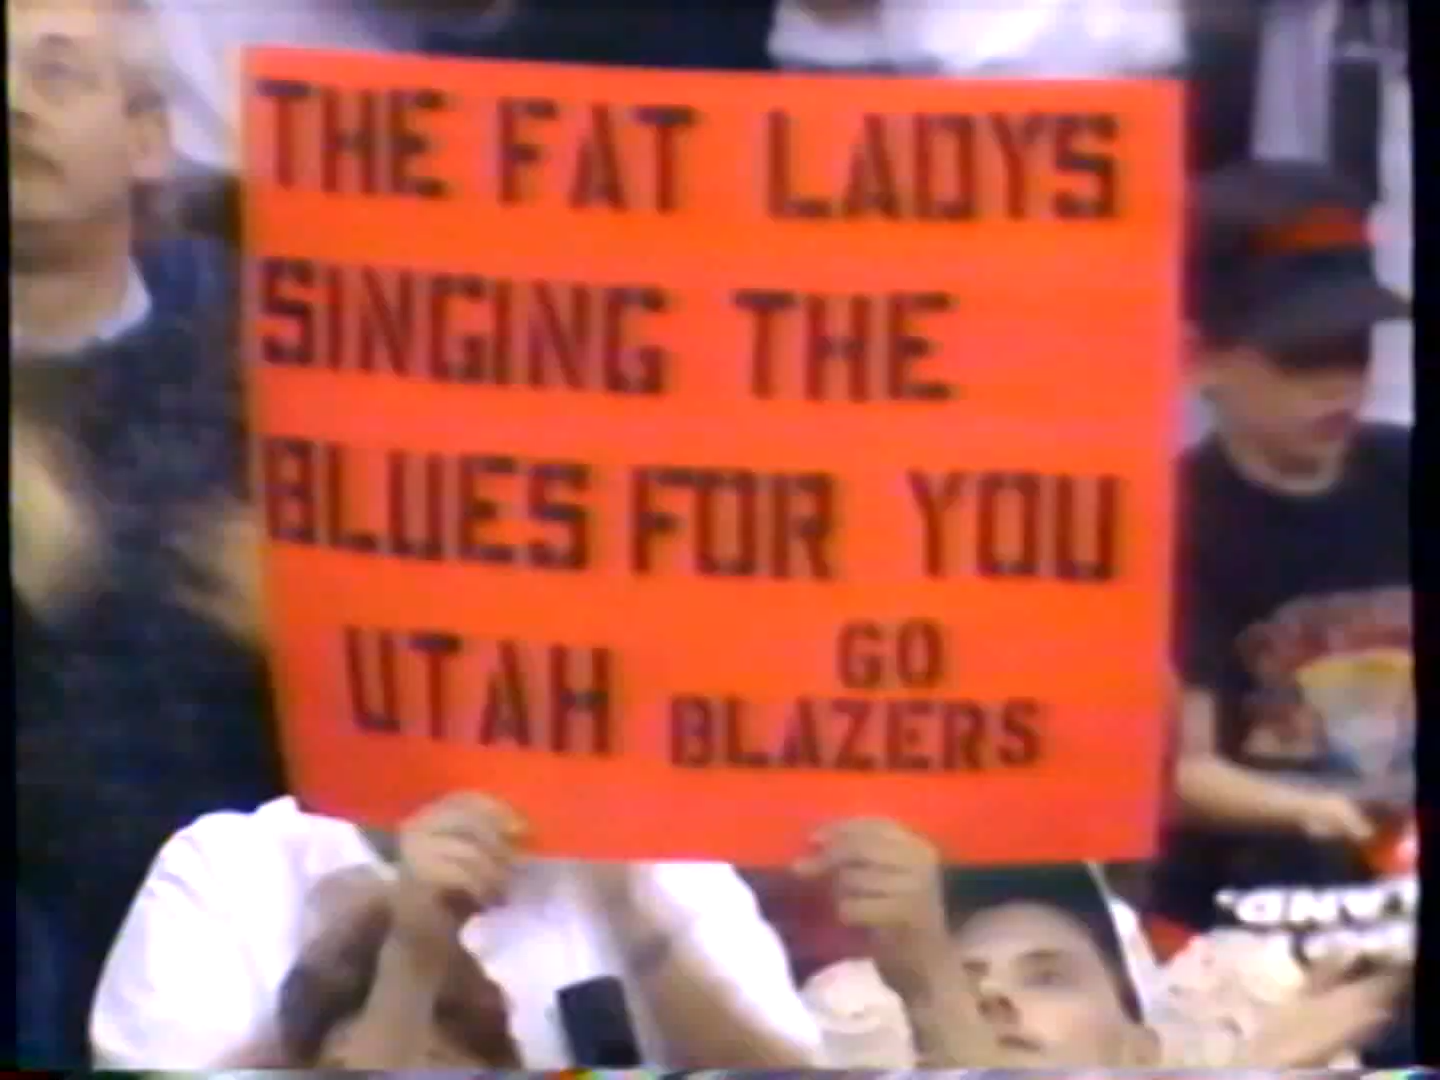 THE FAT LADYS
SINGING THE
BLUES FOR YOU
UTAH GO
BLAZERS